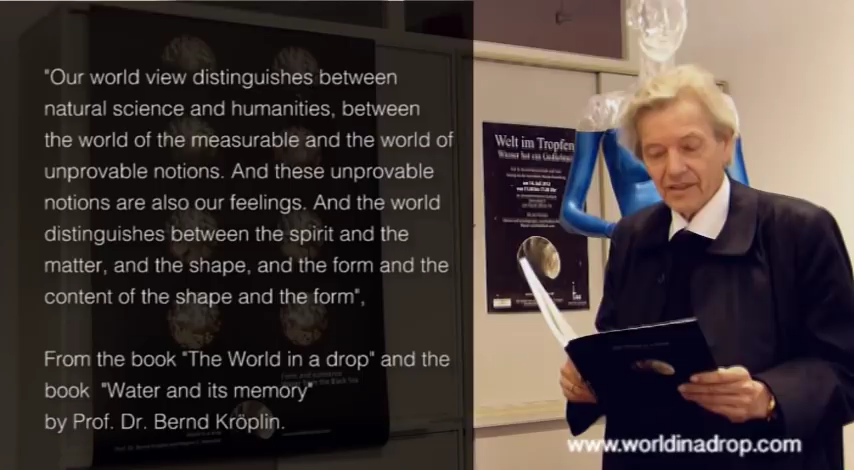 "Our world view distinguishes between
natural science and humanities, between
the world of the measurable and the world of
unprovable notions. And these unprovable
notions are also our feelings. And the world
distinguishes between the spirit and the
matter, and the shape, and the form and the
content of the shape and the form",
From the book "The World in a drop" and the
book "Water and its memory"
by Prof. Dr. Bernd Kröplin.
Welt im Tropfen
Wasser hat ein Gedächtnis
www.worldinadrop.com